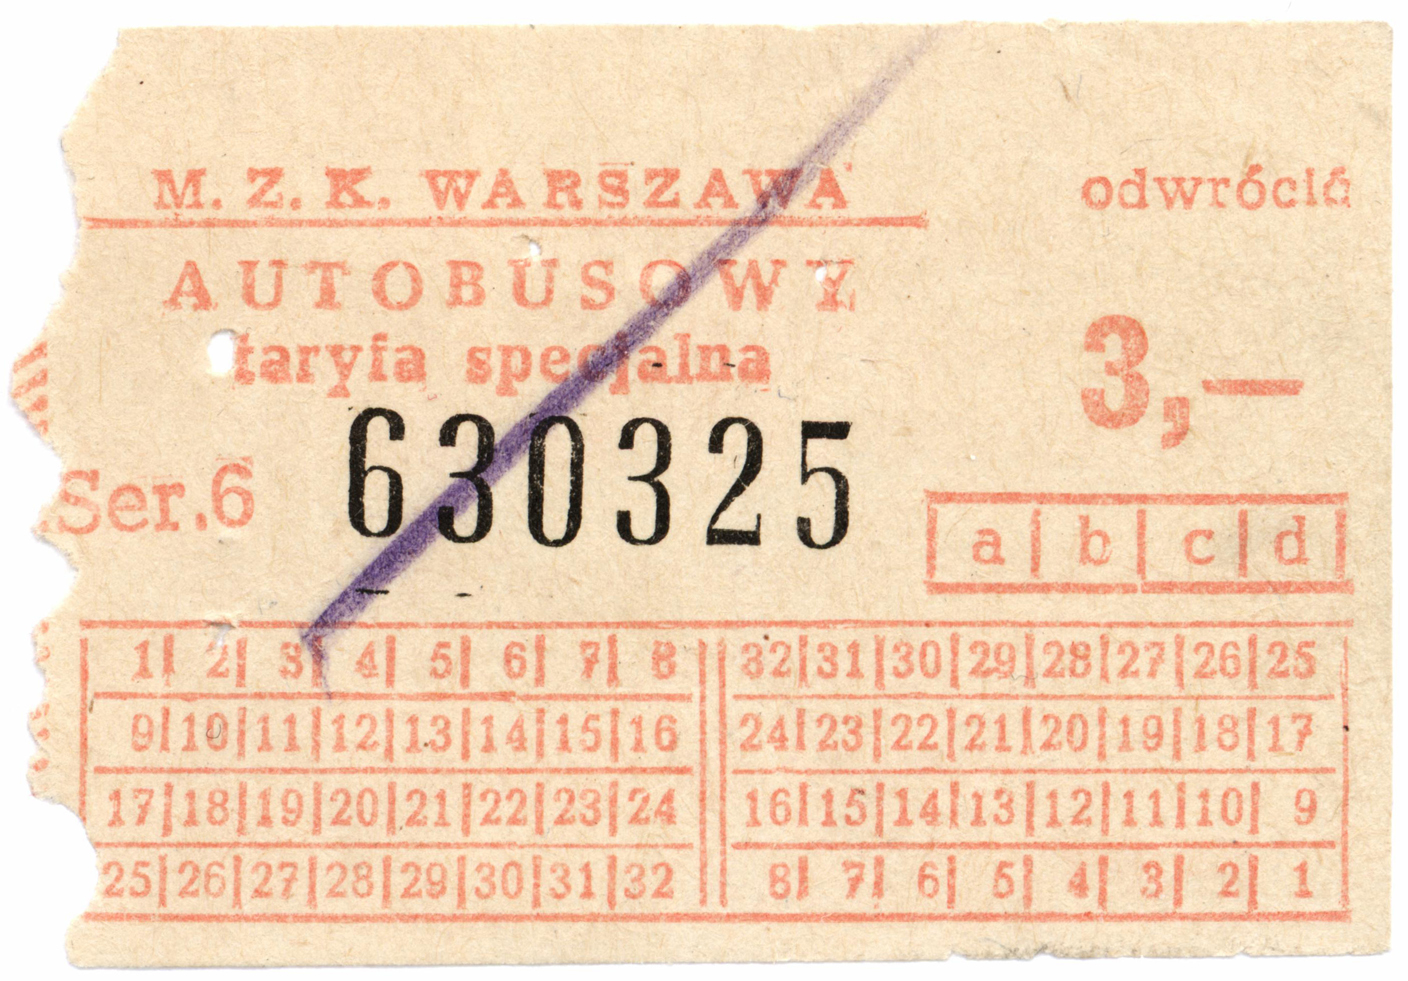 M. Z. K. WARSZAWA
odwrócić
AUTOBUSOWY
taryfa specjalna
3,—
Ser.6 630325
a| b| c| d
1| 2| 3| 4| 5| 6| 7| 8
9|10|11|12|13|14|15|16
17|18|19|20|21|22|23|24
25|26|27|28|29|30|31|32
32|31|30|29|28|27|26|25
24|23|22|21|20|19|18|17
16|15|14|13|12|11|10| 9
8| 7| 6| 5| 4| 3| 2| 1